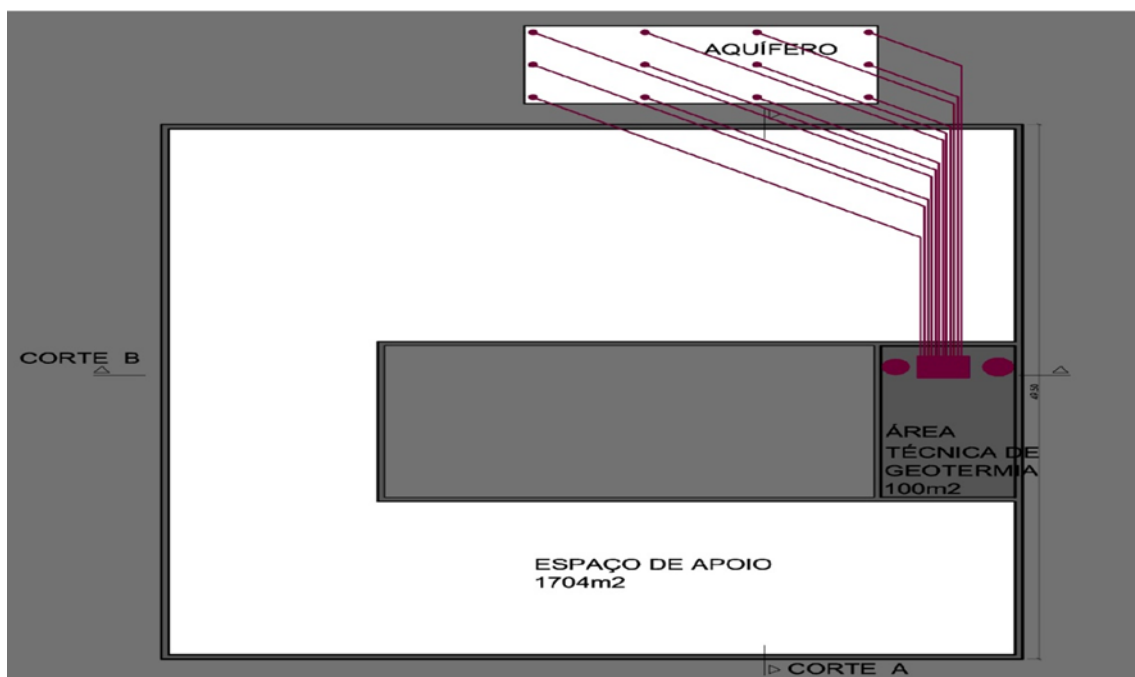 AQUÍFERO
CORTE B
ÁREA
TÉCNICA DE
GEOTERMIA
100m2
ESPAÇO DE APOIO
1704m2
CORTE A